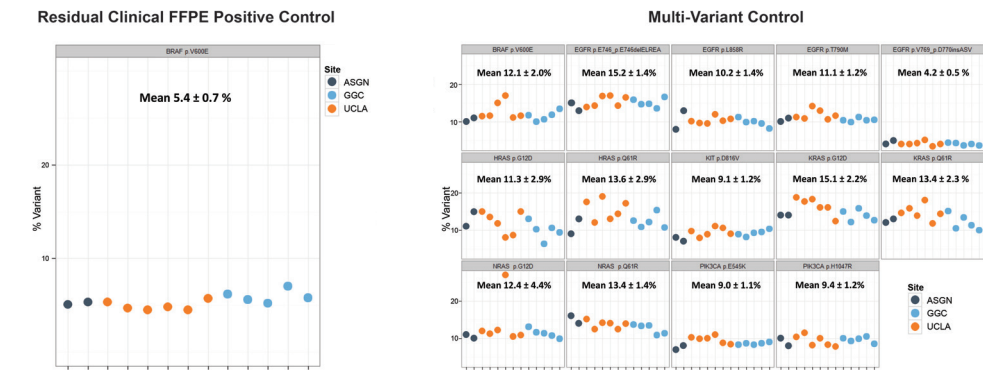 Residual Clinical FFPE Positive Control
Multi-Variant Control
BRAF p.V600E
Mean 5.4 ± 0.7 %
20
10
% Variant
Site
ASGN
GGC
UCLA
BRAF p.V600E
EGFR p.E746_p.E746delELREA
EGFR p.L858R
EGFR p.T790M
EGFR p.V769_p.D770insASV
Mean 12.1 ± 2.0%
Mean 15.2 ± 1.4%
Mean 10.2 ± 1.4%
Mean 11.1 ± 1.2%
Mean 4.2 ± 0.5 %
20
10
HRAS p.G12D
HRAS p.Q61R
KIT p.D816V
KRAS p.G12D
KRAS p.Q61R
Mean 11.3 ± 2.9%
Mean 13.6 ± 2.9%
Mean 9.1 ± 1.2%
Mean 15.1 ± 2.2%
Mean 13.4 ± 2.3 %
20
10
% Variant
NRAS p.G12D
NRAS p.Q61R
PIK3CA p.E545K
PIK3CA p.H1047R
Mean 12.4 ± 4.4%
Mean 13.4 ± 1.4%
Mean 9.0 ± 1.1%
Mean 9.4 ± 1.2%
20
10
Site
ASGN
GGC
UCLA